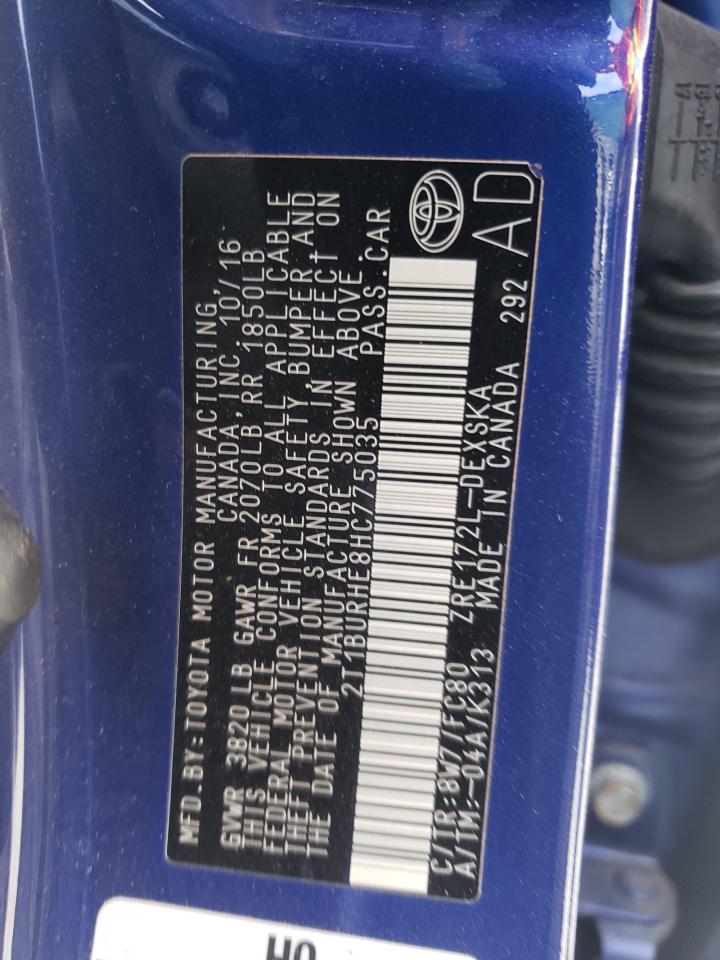 MFD.BY:TOYOTA MOTOR MANUFACTURING,
CANADA,INC. 10/16
GVWR 3820 LB GAWR FR 2070LB RR 1850LB
THIS VEHICLE CONFORMS TO ALL APPLICABLE
FEDERAL MOTOR VEHICLE SAFETY, BUMPER,AND
THEFT PREVENTION STANDARDS IN EFFECT ON
THE DATE OF MANUFACTURE SHOWN ABOVE.
2T1BURHE8HC775035 PASS.CAR
C/TR:8W7/FC80 ZRE172L-DEXSKA
A/TM:-04A/K313 MADE IN CANADA 292 AD